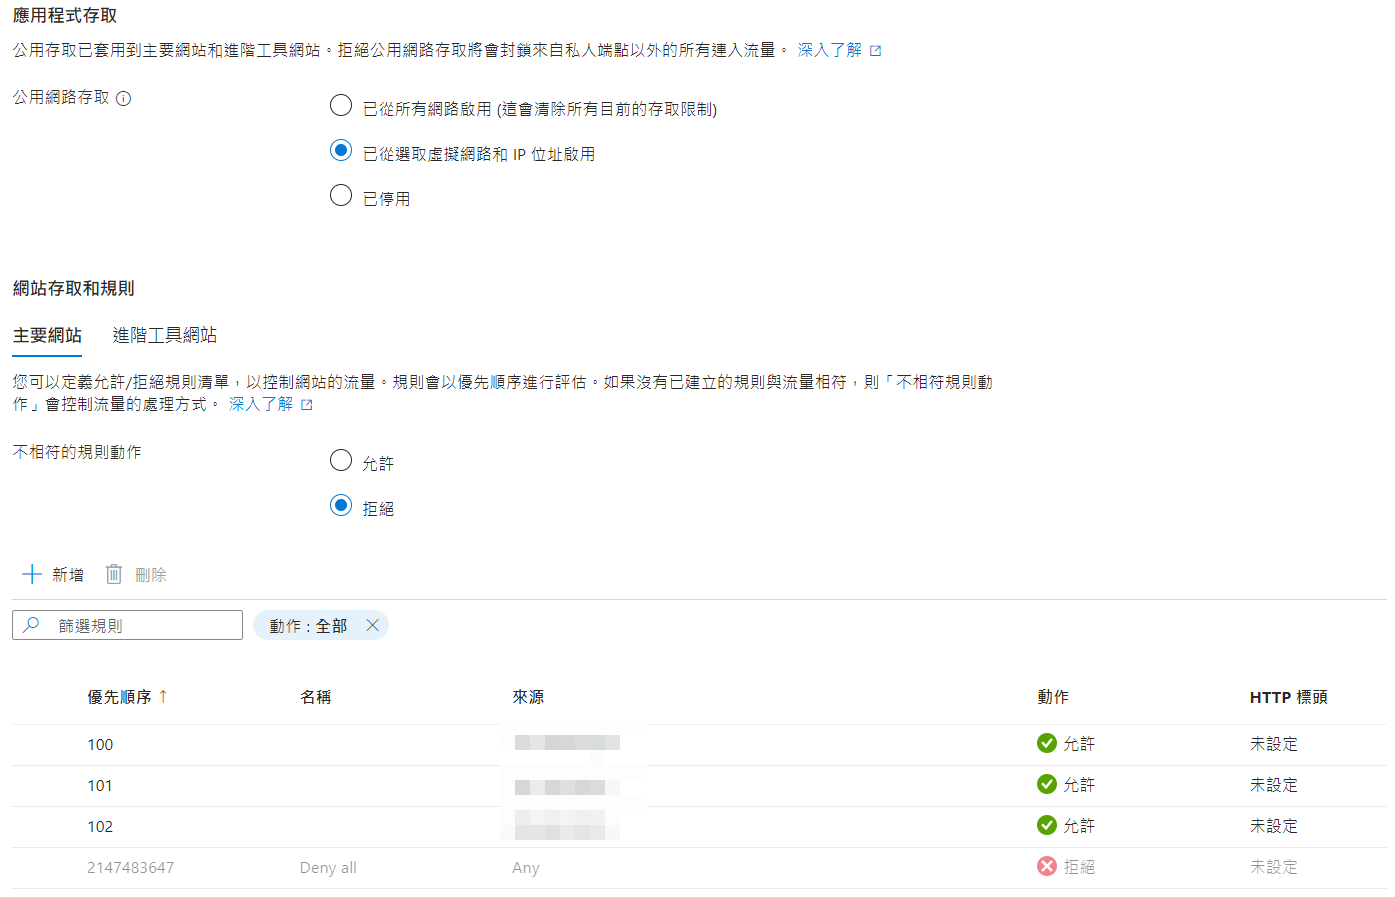 應用程式存取
公用存取已套用到主要網站和進階工具網站。拒絕公用網路存取將會封鎖來自私人端點以外的所有連入流量。 深入了解
公用網路存取
已從所有網路啟用 (這會清除所有目前的存取限制)
已從選取虛擬網路和 IP 位址啟用
已停用
網站存取和規則
主要網站 進階工具網站
您可以定義允許/拒絕規則清單，以控制網站的流量。規則會以優先順序進行評估。如果沒有已建立的規則與流量相符，則「不相符規則動
作」會控制流量的處理方式。 深入了解
不相符的規則動作
允許
拒絕
新增 刪除
篩選規則 動作 : 全部
優先順序 ↑ 名稱 來源 動作 HTTP 標頭
100 允許 未設定
101 允許 未設定
102 允許 未設定
2147483647 Deny all Any 拒絕 未設定